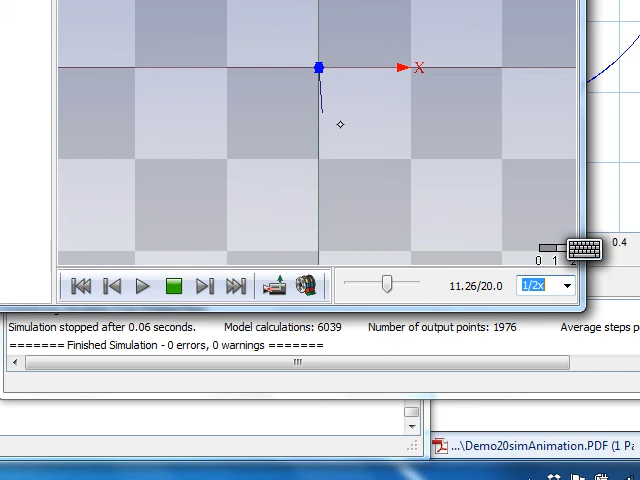 X
0.4
0 1
11.26/20.0
1/2x
Simulation stopped after 0.06 seconds. Model calculations: 6039 Number of output points: 1976 Average steps p
======= Finished Simulation - 0 errors, 0 warnings =======
...\Demo20simAnimation.PDF (1 Pa